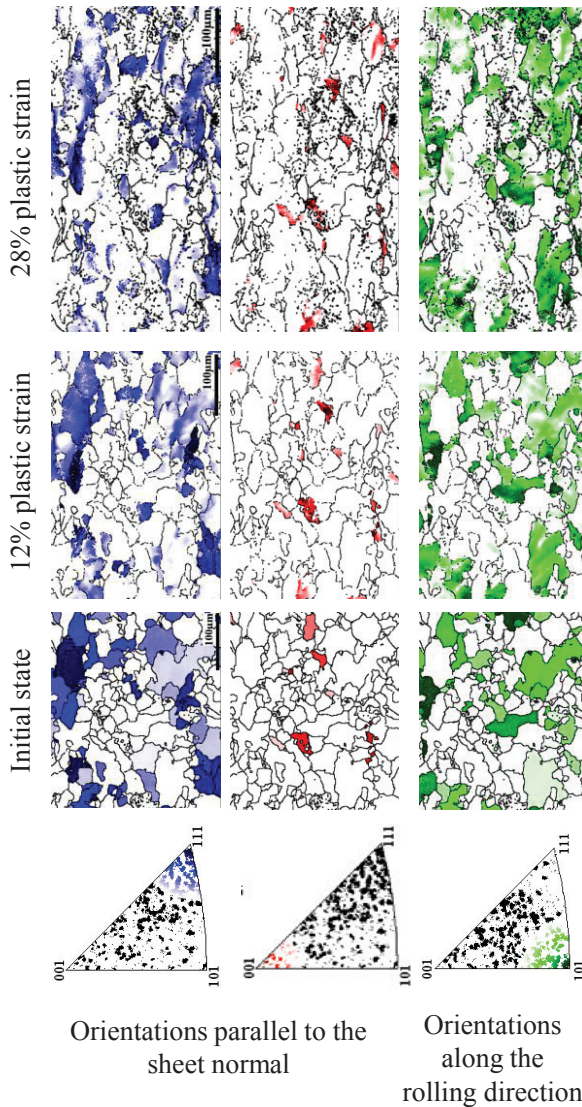 28% plastic strain
100µm
12% plastic strain
100µm
Initial state
100µm
001
111
101
001
111
101
001
111
101
Orientations parallel to the
sheet normal
Orientations
along the
rolling direction